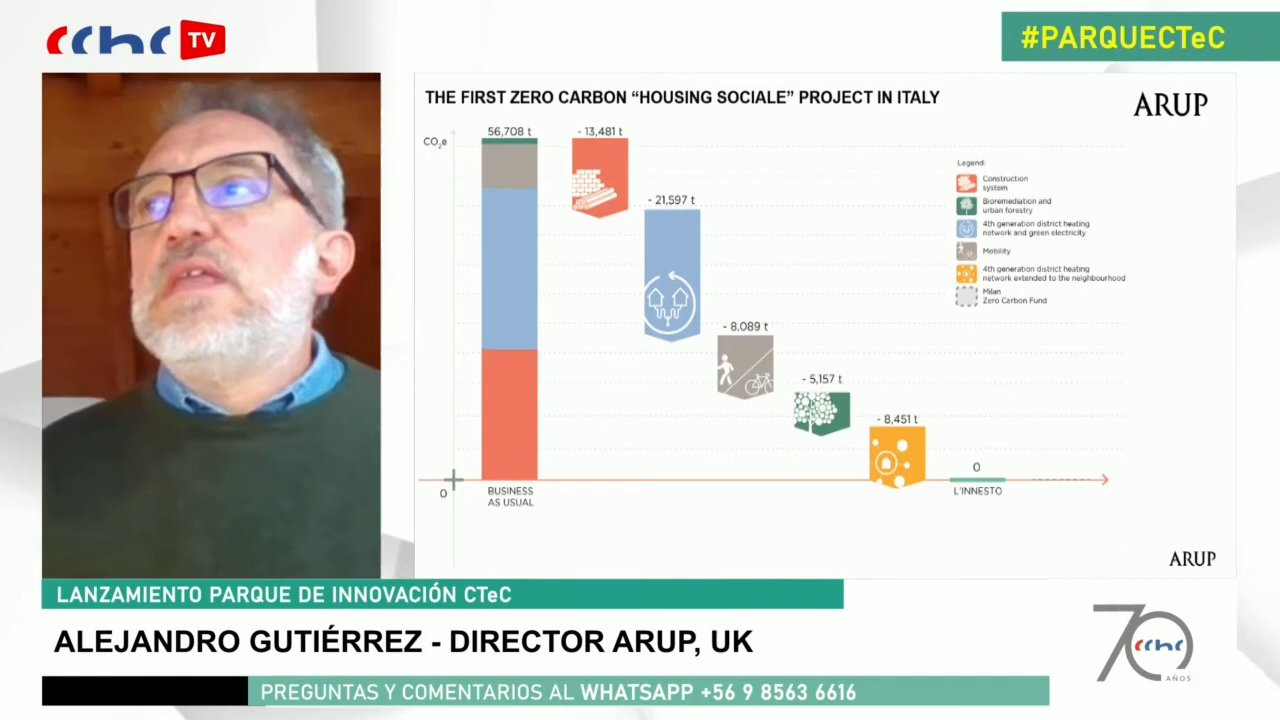 cchc TV
#PARQUECTeC
THE FIRST ZERO CARBON “HOUSING SOCIALE” PROJECT IN ITALY
ARUP
CO2e
56,708 t
- 13,481 t
- 21,597 t
- 8,089 t
- 5,157 t
- 8,451 t
0
0
BUSINESS
AS USUAL
L'INNESTO
Legend:
Construction
system
Bioremediation and
urban forestry
4th generation district heating
network and green electricity
Mobility
4th generation district heating
network extended to the neighbourhood
Milan
Zero Carbon Fund
ARUP
LANZAMIENTO PARQUE DE INNOVACIÓN CTeC
ALEJANDRO GUTIÉRREZ - DIRECTOR ARUP, UK
PREGUNTAS Y COMENTARIOS AL WHATSAPP +56 9 8563 6616
70 cchc
AÑOS